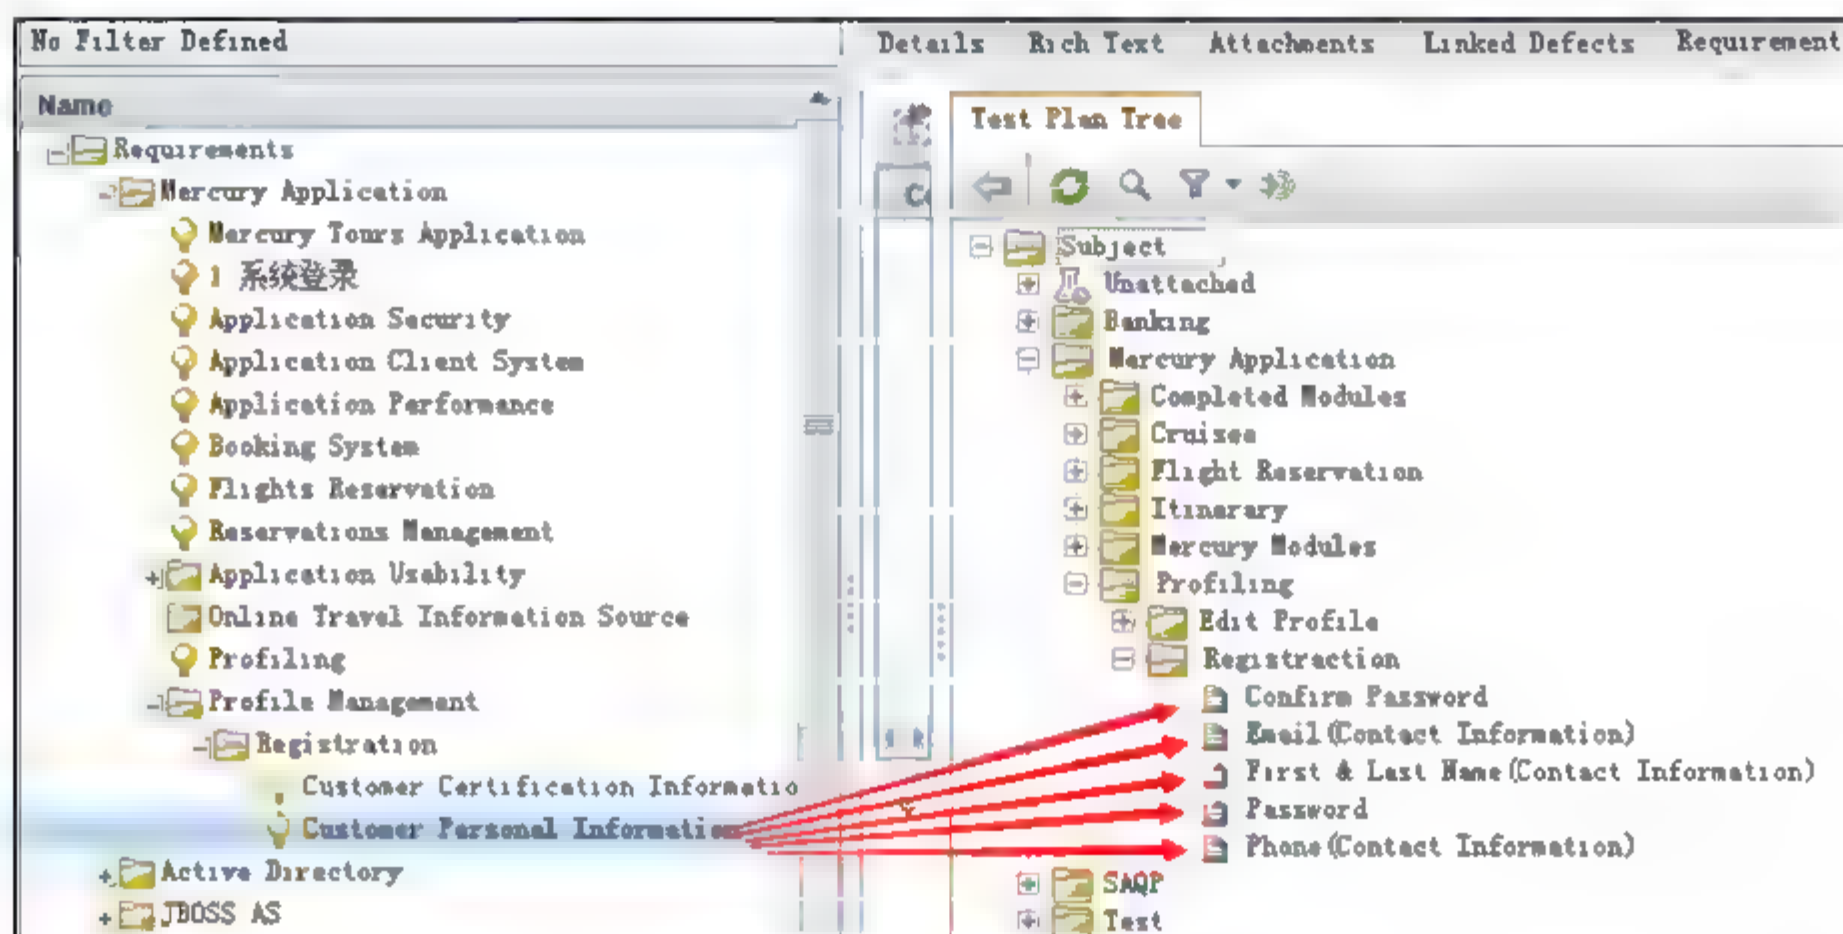 No Filter Defined
Name
Requirements
Mercury Application
Mercury Tours Application
1 系统登录
Application Security
Application Client System
Application Performance
Booking System
Flights Reservation
Reservations Management
Application Usability
Online Travel Information Source
Profiling
Profile Management
Registration
Customer Certification Informatio
Customer Personal Information
Active Directory
JBOSS AS
Details Rich Text Attachments Linked Defects Requirement
Test Plan Tree
Co
Subject
Unattached
Banking
Mercury Application
Completed Modules
Cruises
Flight Reservation
Itinerary
Mercury Modules
Profiling
Edit Profile
Registraction
Confirm Password
Email(Contact Information)
First & Last Name(Contact Information)
Password
Phone(Contact Information)
SAQP
Test